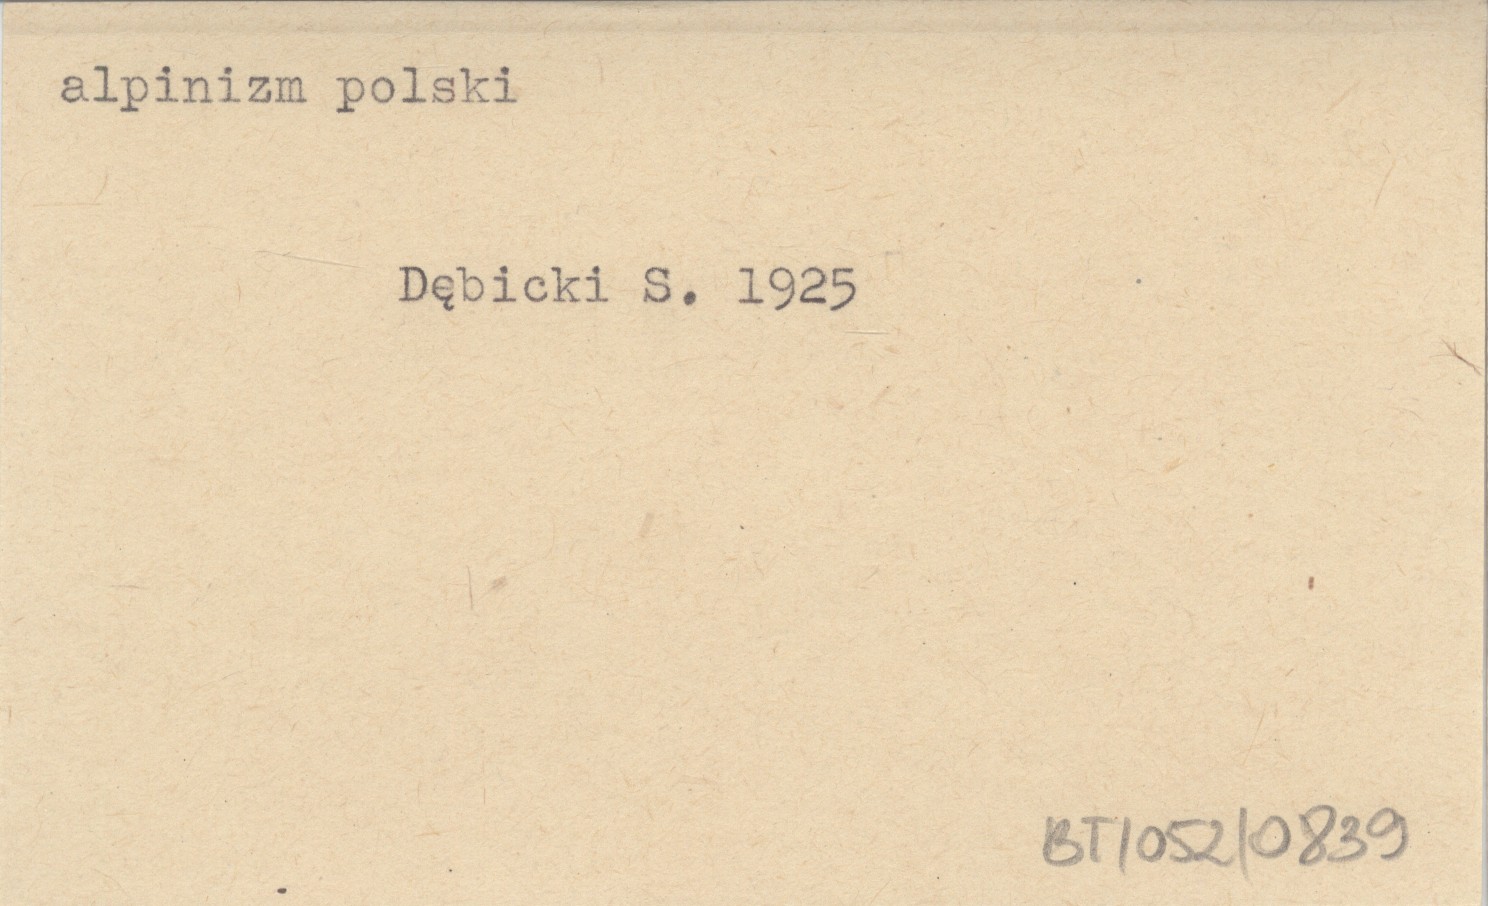 alpinizm polski
Dębicki S. 1925
BT/052/0839